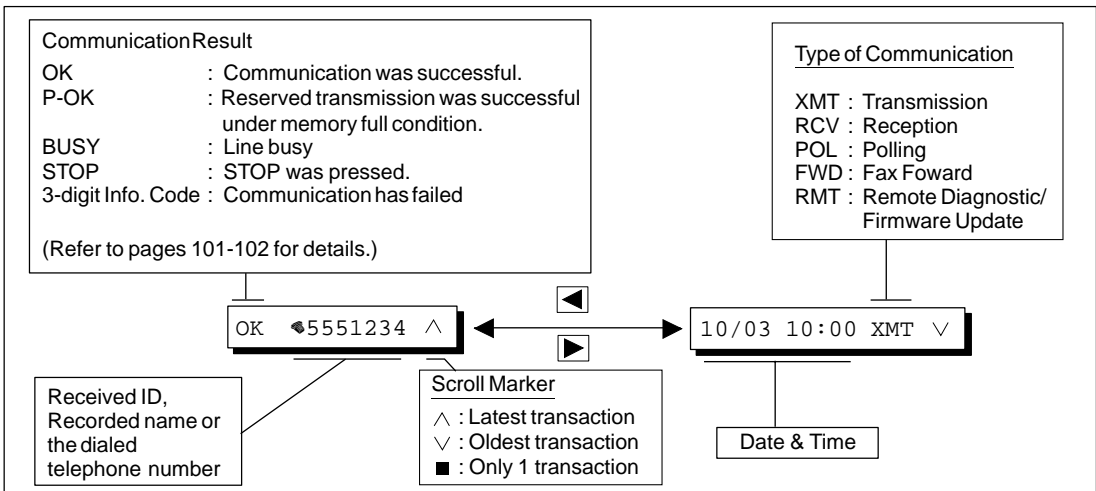 Communication Result
OK : Communication was successful.
P-OK : Reserved transmission was successful
under memory full condition.
BUSY : Line busy
STOP : STOP was pressed.
3-digit Info. Code : Communication has failed
(Refer to pages 101-102 for details.)
Type of Communication
XMT : Transmission
RCV : Reception
POL : Polling
FWD : Fax Foward
RMT : Remote Diagnostic/
Firmware Update
OK 5551234 ∧
10/03 10:00 XMT ∨
Received ID,
Recorded name or
the dialed
telephone number
Scroll Marker
∧ : Latest transaction
∨ : Oldest transaction
■ : Only 1 transaction
Date & Time